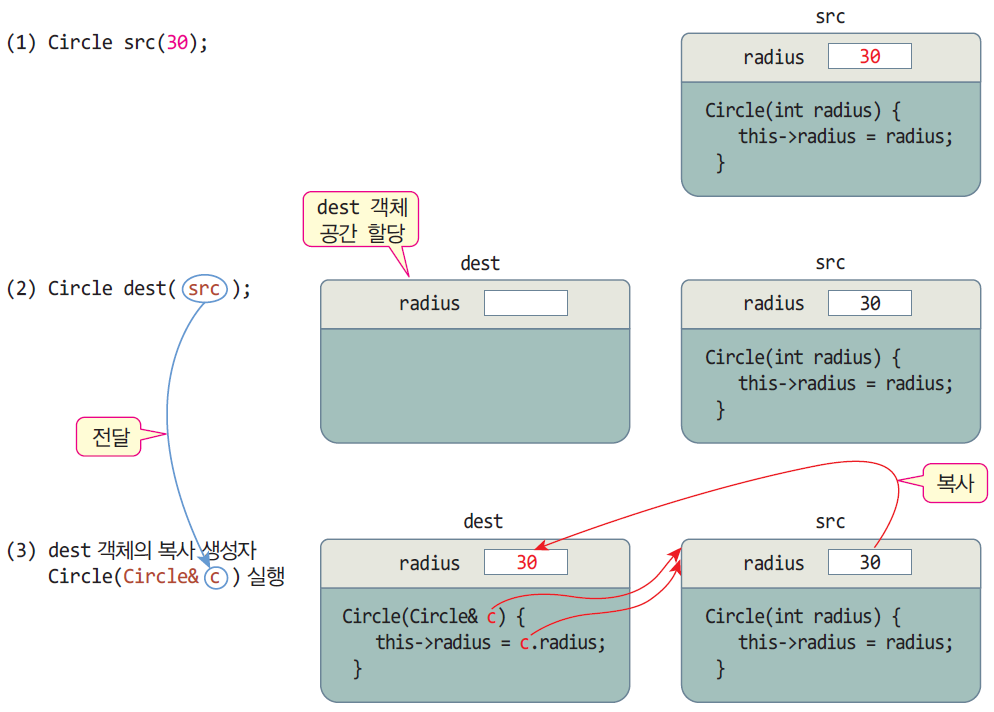 src
(1) Circle src(30);
radius 30
Circle(int radius) {
this->radius = radius;
}
dest 객체
공간 할당
dest
src
(2) Circle dest( src );
radius
radius 30
Circle(int radius) {
this->radius = radius;
}
전달
복사
dest
src
(3) dest 객체의 복사 생성자
Circle(Circle& c ) 실행
radius 30
Circle(Circle& c) {
this->radius = c.radius;
}
radius 30
Circle(int radius) {
this->radius = radius;
}